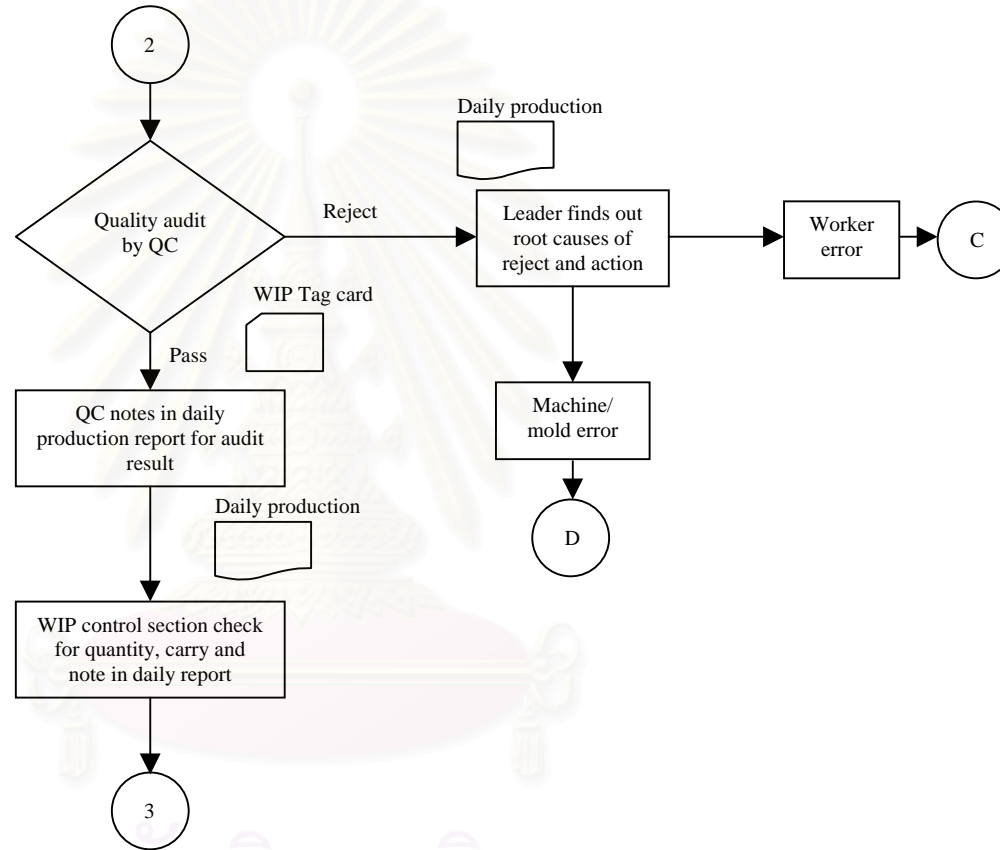 2
Daily production
Quality audit
by QC
Reject
Leader finds out
root causes of
reject and action
Worker
error
C
WIP Tag card
Pass
QC notes in daily
production report for audit
result
Machine/
mold error
Daily production
D
WIP control section check
for quantity, carry and
note in daily report
3